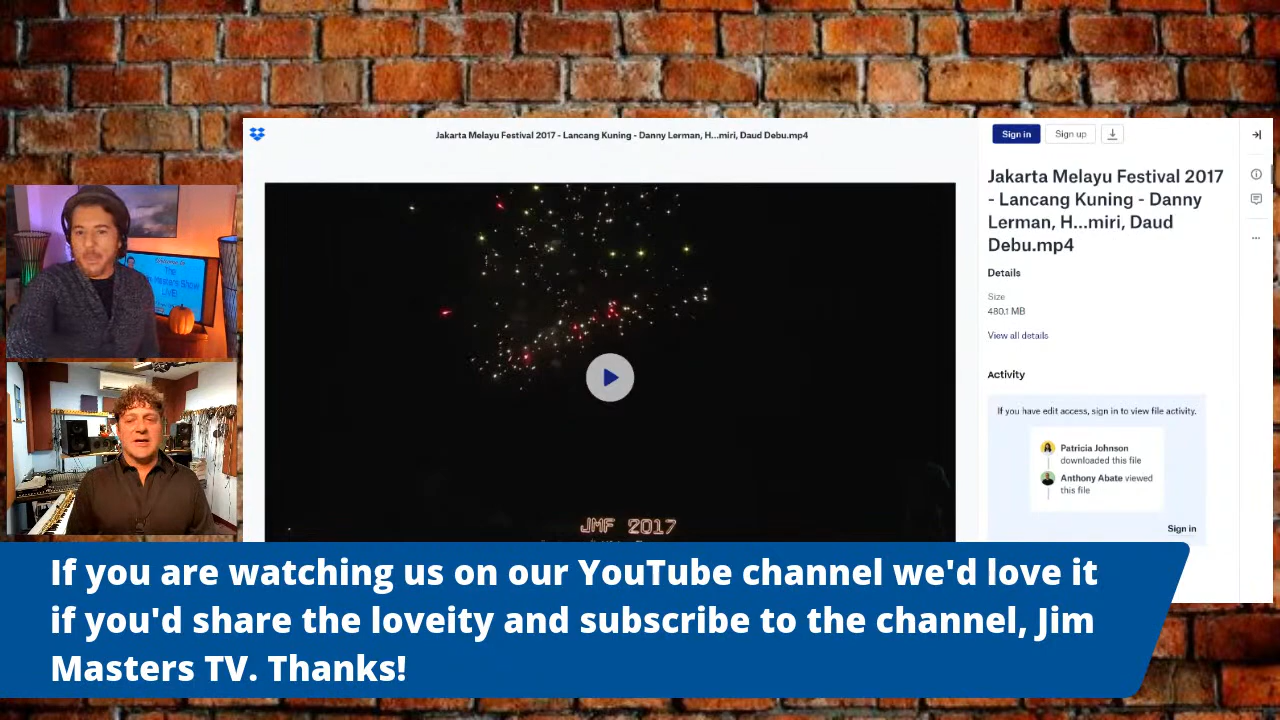 Jakarta Melayu Festival 2017 - Lancang Kuning - Danny Lerman, H...miri, Daud Debu.mp4
Sign in
Sign up
Jakarta Melayu Festival 2017
- Lancang Kuning - Danny
Lerman, H...miri, Daud
Debu.mp4
Details
Size
480.1 MB
View all details
Activity
If you have edit access, sign in to view file activity.
Patricia Johnson
downloaded this file
Anthony Abate viewed
this file
Sign in
The
JMF 2017
If you are watching us on our YouTube channel we'd love it
if you'd share the loveity and subscribe to the channel, Jim
Masters TV. Thanks!